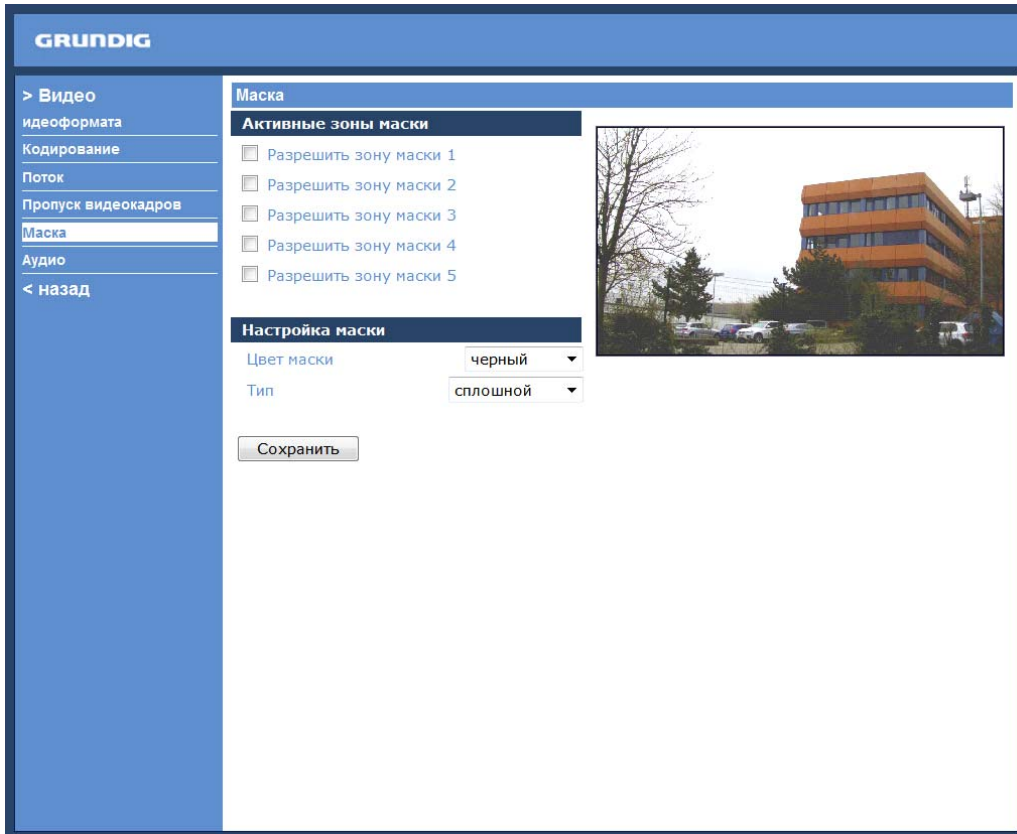 GRUNDIG
> Видео
идеоформата
Кодирование
Поток
Пропуск видеокадров
Маска
Аудио
< назад
Маска
Активные зоны маски
Разрешить зону маски 1
Разрешить зону маски 2
Разрешить зону маски 3
Разрешить зону маски 4
Разрешить зону маски 5
Настройка маски
Цвет маски черный
Тип сплошной
Сохранить